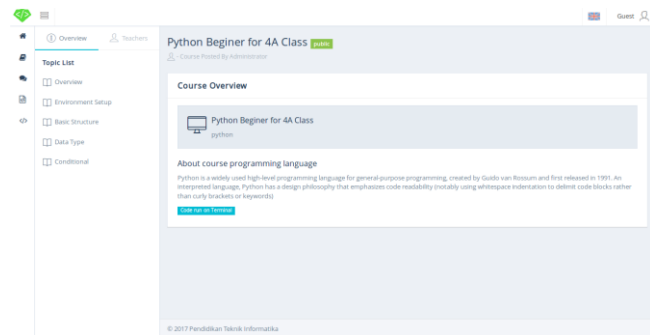 Guest
Overview
Teachers
Topic List
Overview
Environment Setup
Basic Structure
Data Type
Conditional
Python Beginer for 4A Class public
- Course Posted By Administrator
Course Overview
Python Beginer for 4A Class
python
About course programming language
Python is a widely used high-level programming language for general-purpose programming, created by Guido van Rossum and first released in 1991. An
interpreted language, Python has a design philosophy that emphasizes code readability (notably using whitespace indentation to delimit code blocks rather
than curly brackets or keywords)
Code run on Terminal
© 2017 Pendidikan Teknik Informatika